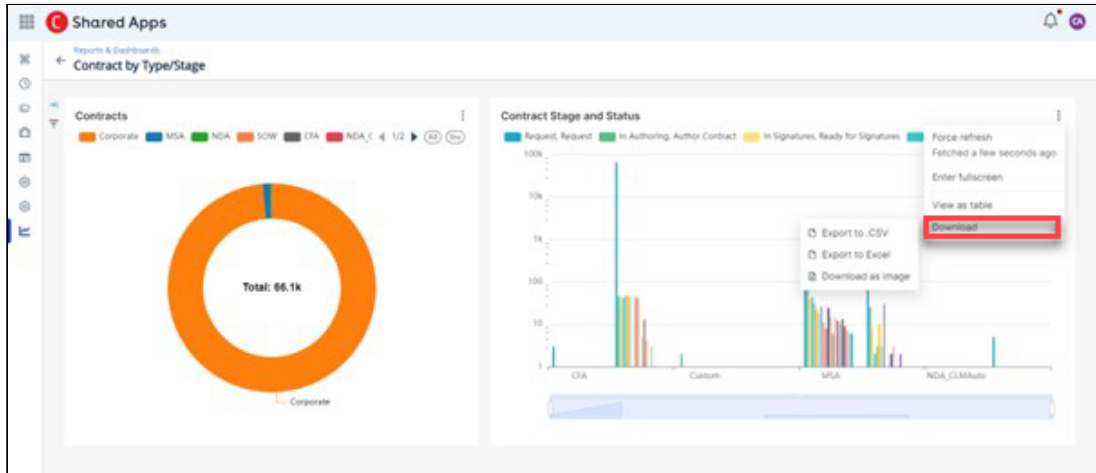 Shared Apps
CA
Reports & Dashboards
Contract by Type/Stage
Contracts
Corporate MSA NDA SOW CFA NDA_C 1/2 All Inv
Total: 66.1k
Corporate
Contract Stage and Status
Request, Request In Authoring, Author Contract In Signatures, Ready for Signatures
Force refresh
Fetched a few seconds ago
Enter fullscreen
View as table
Download
Export to .CSV
Export to Excel
Download as image
100k
10k
1k
100
10
1
CFA Custom MSA NDA_CLMAuto